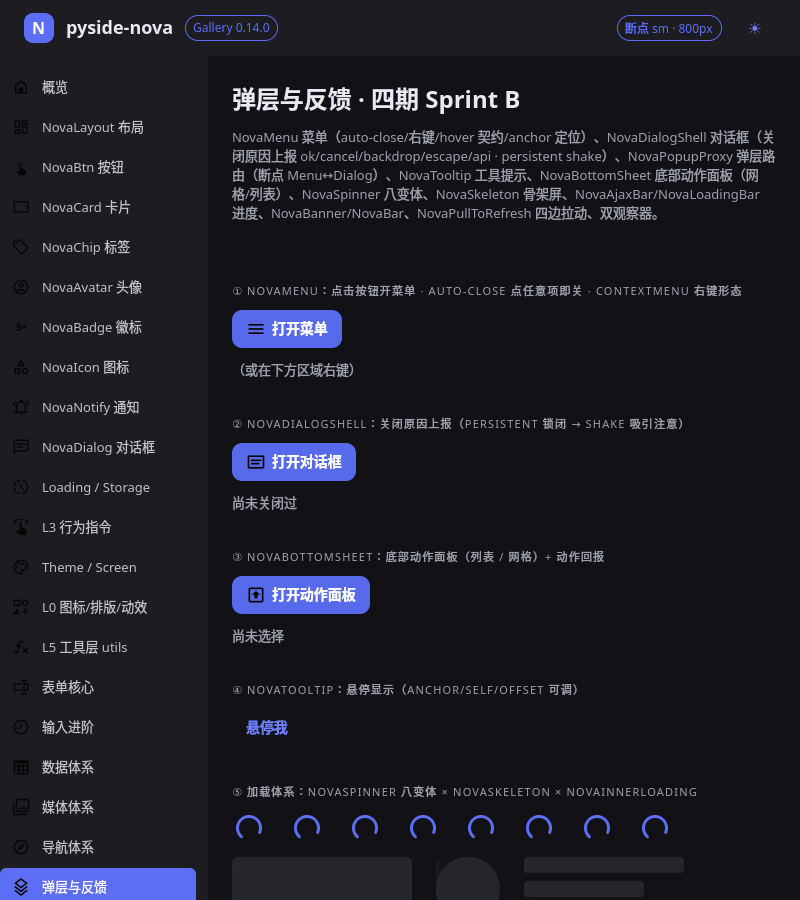 N pyside-nova Gallery 0.14.0 断点 sm · 800px
概览
NovaLayout 布局
NovaBtn 按钮
NovaCard 卡片
NovaChip 标签
NovaAvatar 头像
9+ NovaBadge 徽标
NovaIcon 图标
NovaNotify 通知
NovaDialog 对话框
Loading / Storage
L3 行为指令
Theme / Screen
L0 图标/排版/动效
L5 工具层 utils
表单核心
输入进阶
数据体系
媒体体系
导航体系
弹层与反馈
弹层与反馈 · 四期 Sprint B
NovaMenu 菜单（auto-close/右键/hover 契约/anchor 定位）、NovaDialogShell 对话框（关
闭原因上报 ok/cancel/backdrop/escape/api · persistent shake）、NovaPopupProxy 弹层路
由（断点 Menu↔Dialog）、NovaTooltip 工具提示、NovaBottomSheet 底部动作面板（网
格/列表）、NovaSpinner 八变体、NovaSkeleton 骨架屏、NovaAjaxBar/NovaLoadingBar
进度、NovaBanner/NovaBar、NovaPullToRefresh 四边拉动、双观察器。
① NOVAMENU：点击按钮开菜单 · AUTO-CLOSE 点任意项即关 · CONTEXTMENU 右键形态
打开菜单
（或在下方区域右键）
② NOVADIALOGSHELL：关闭原因上报（PERSISTENT 锁闭 → SHAKE 吸引注意）
打开对话框
尚未关闭过
③ NOVABOTTOMSHEET：底部动作面板（列表 / 网格）+ 动作回报
打开动作面板
尚未选择
④ NOVATOOLTIP：悬停显示（ANCHOR/SELF/OFFSET 可调）
悬停我
⑤ 加载体系：NOVASPINNER 八变体 × NOVASKELETON × NOVAINNERLOADING